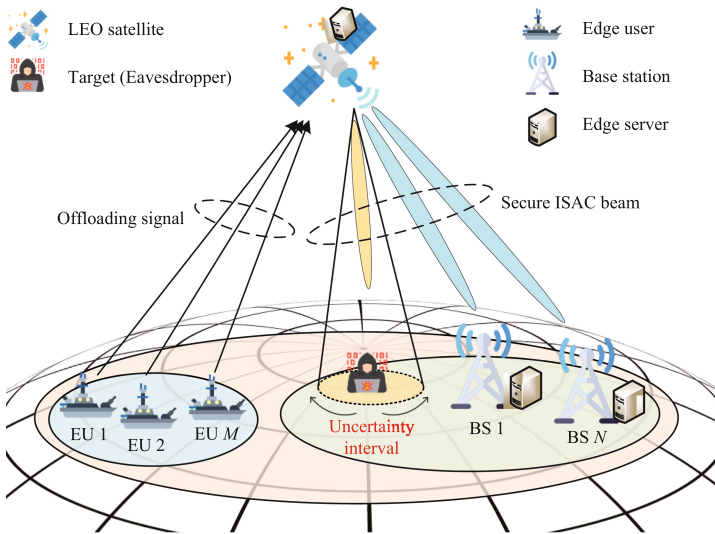 LEO satellite
Target (Eavesdropper)
Edge user
Base station
Edge server
Offloading signal
Secure ISAC beam
EU 1
EU 2
EU M
Uncertainty
interval
BS 1
BS N